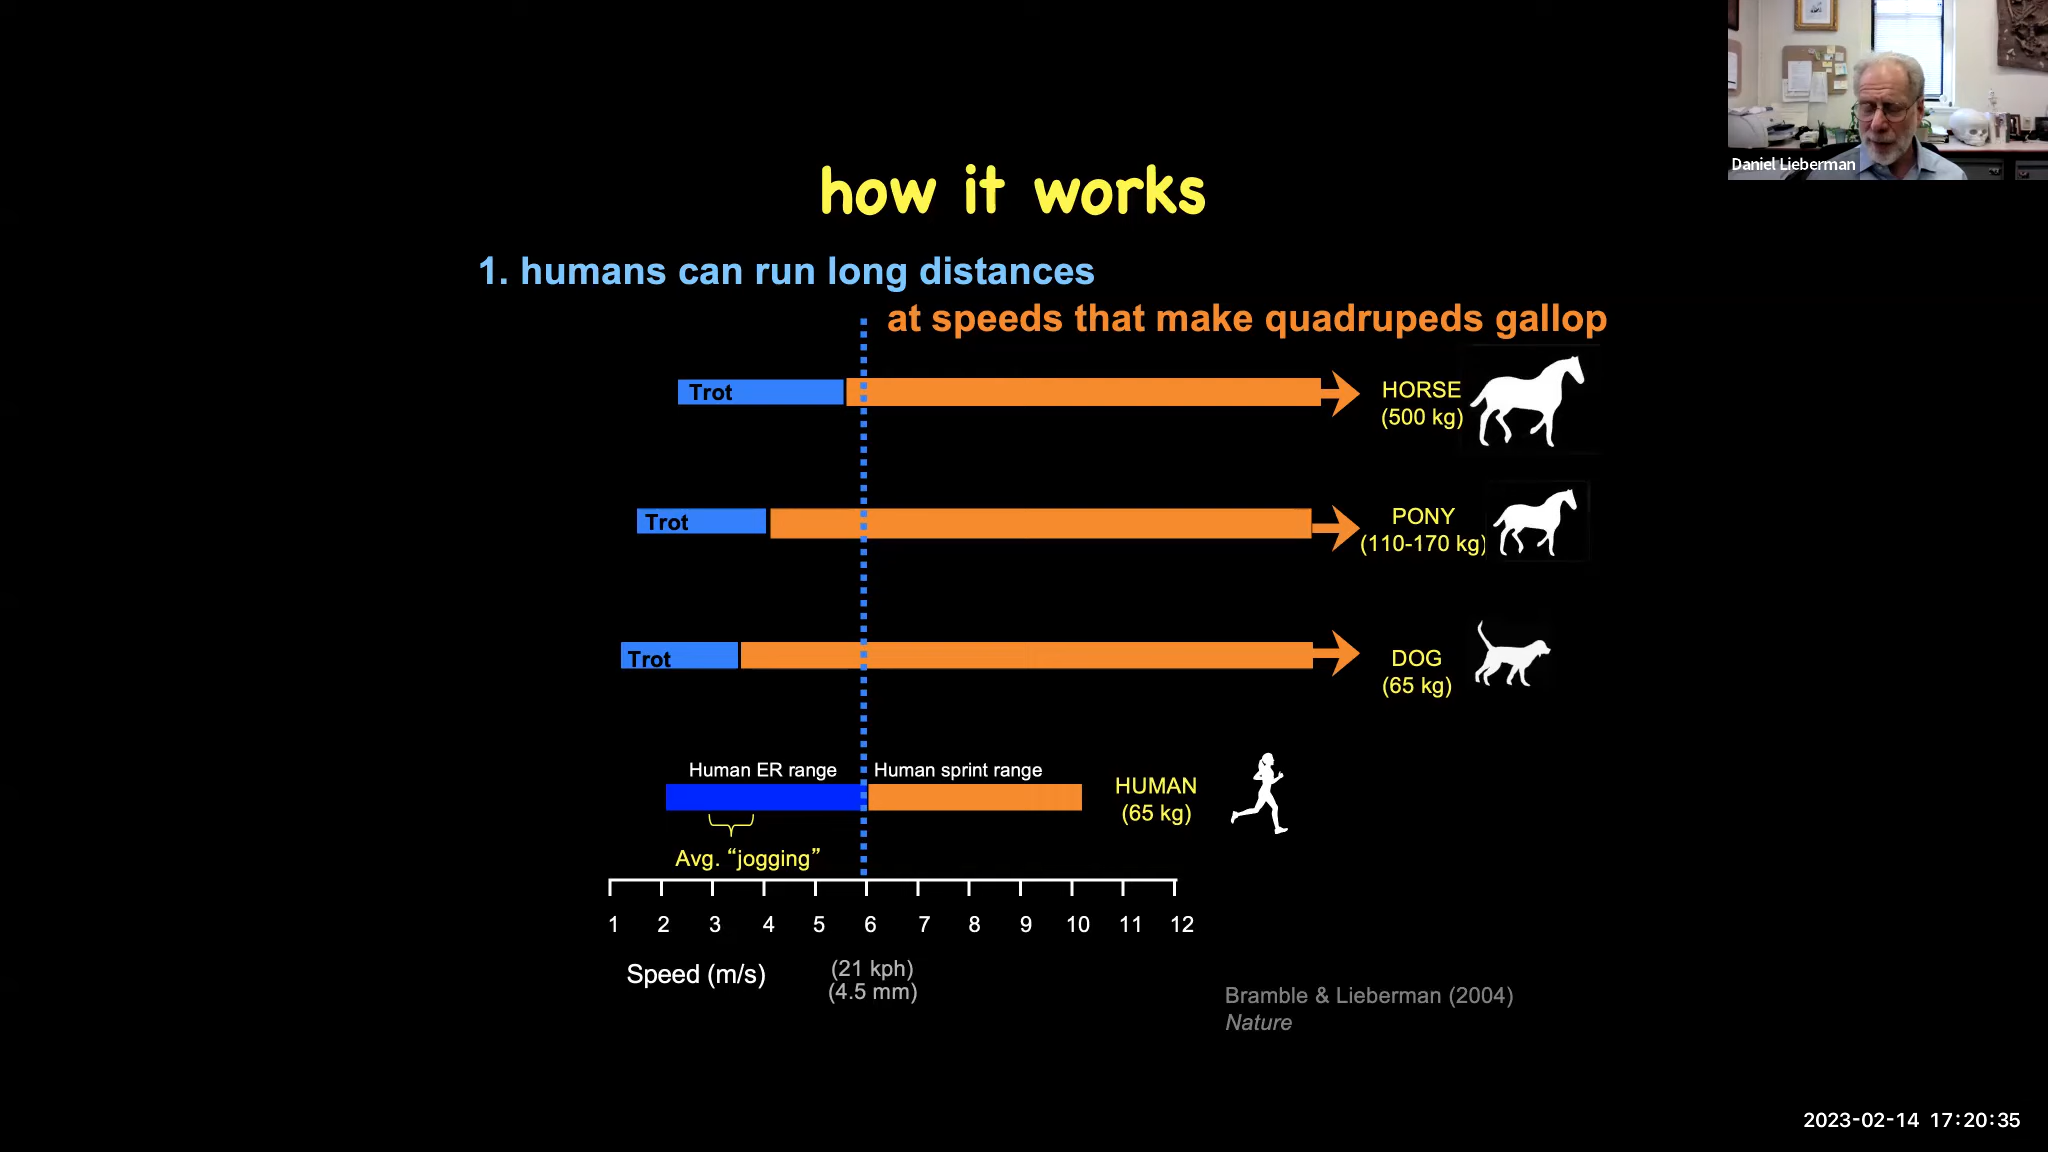 Daniel Lieberman
how it works
1. humans can run long distances
at speeds that make quadrupeds gallop
Trot
HORSE
(500 kg)
Trot
PONY
(110-170 kg)
Trot
DOG
(65 kg)
Human ER range
Human sprint range
HUMAN
(65 kg)
Avg. “jogging”
1 2 3 4 5 6 7 8 9 10 11 12
Speed (m/s)
(21 kph)
(4.5 mm)
Bramble & Lieberman (2004)
Nature
2023-02-14 17:20:35